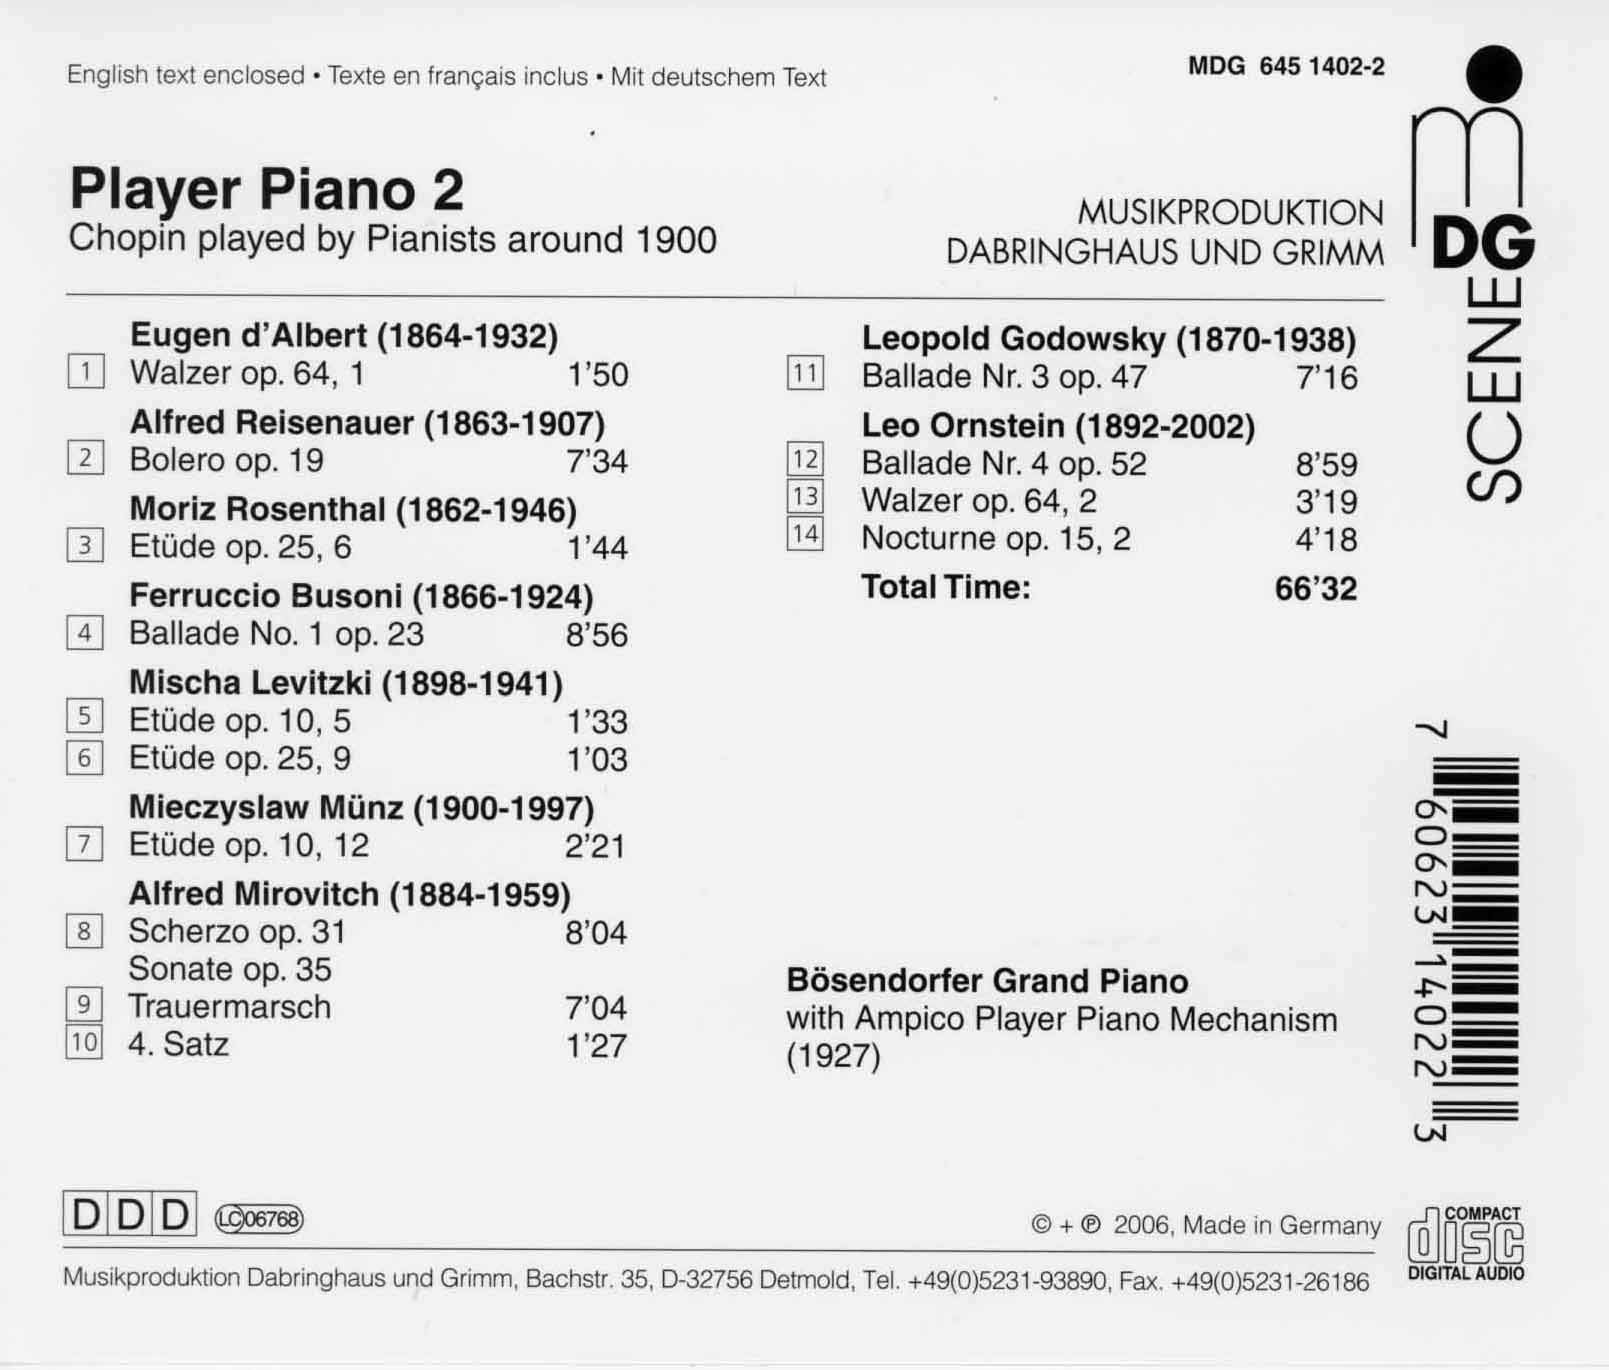 English text enclosed • Texte en français inclus • Mit deutschem Text
MDG 645 1402-2
Player Piano 2
Chopin played by Pianists around 1900
MUSIKPRODUKTION
DABRINGHAUS UND GRIMM
m
DG
SCENE
Eugen d'Albert (1864-1932)
1 Walzer op. 64, 1 1'50
Alfred Reisenauer (1863-1907)
2 Bolero op. 19 7'34
Moriz Rosenthal (1862-1946)
3 Etüde op. 25, 6 1'44
Ferruccio Busoni (1866-1924)
4 Ballade No. 1 op. 23 8'56
Mischa Levitzki (1898-1941)
5 Etüde op. 10, 5 1'33
6 Etüde op. 25, 9 1'03
Mieczyslaw Münz (1900-1997)
7 Etüde op. 10, 12 2'21
Alfred Mirovitch (1884-1959)
8 Scherzo op. 31 8'04
Sonate op. 35
9 Trauermarsch 7'04
10 4. Satz 1'27
Leopold Godowsky (1870-1938)
11 Ballade Nr. 3 op. 47 7'16
Leo Ornstein (1892-2002)
12 Ballade Nr. 4 op. 52 8'59
13 Walzer op. 64, 2 3'19
14 Nocturne op. 15, 2 4'18
Total Time: 66'32
Bösendorfer Grand Piano
with Ampico Player Piano Mechanism
(1927)
7 60623 14022 3
D D D LC 06768
© + ℗ 2006, Made in Germany
COMPACT
disc
DIGITAL AUDIO
Musikproduktion Dabringhaus und Grimm, Bachstr. 35, D-32756 Detmold, Tel. +49(0)5231-93890, Fax. +49(0)5231-26186